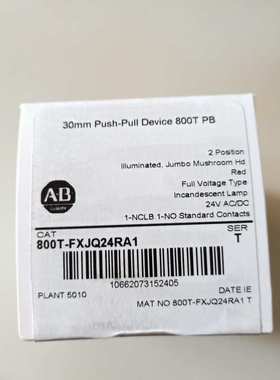 30mm Push-Pull Device 800T PB
2 Position
Illuminated, Jumbo Mushroom Hd
Red
Full Voltage Type
Incandescent Lamp
24V AC/DC
1-NCLB 1-NO Standard Contacts
AB
CAT
SER
800T-FXJQ24RA1
T
10662073152405
PLANT 5010
DATE IE
MAT NO 800T-FXJQ24RA1 T